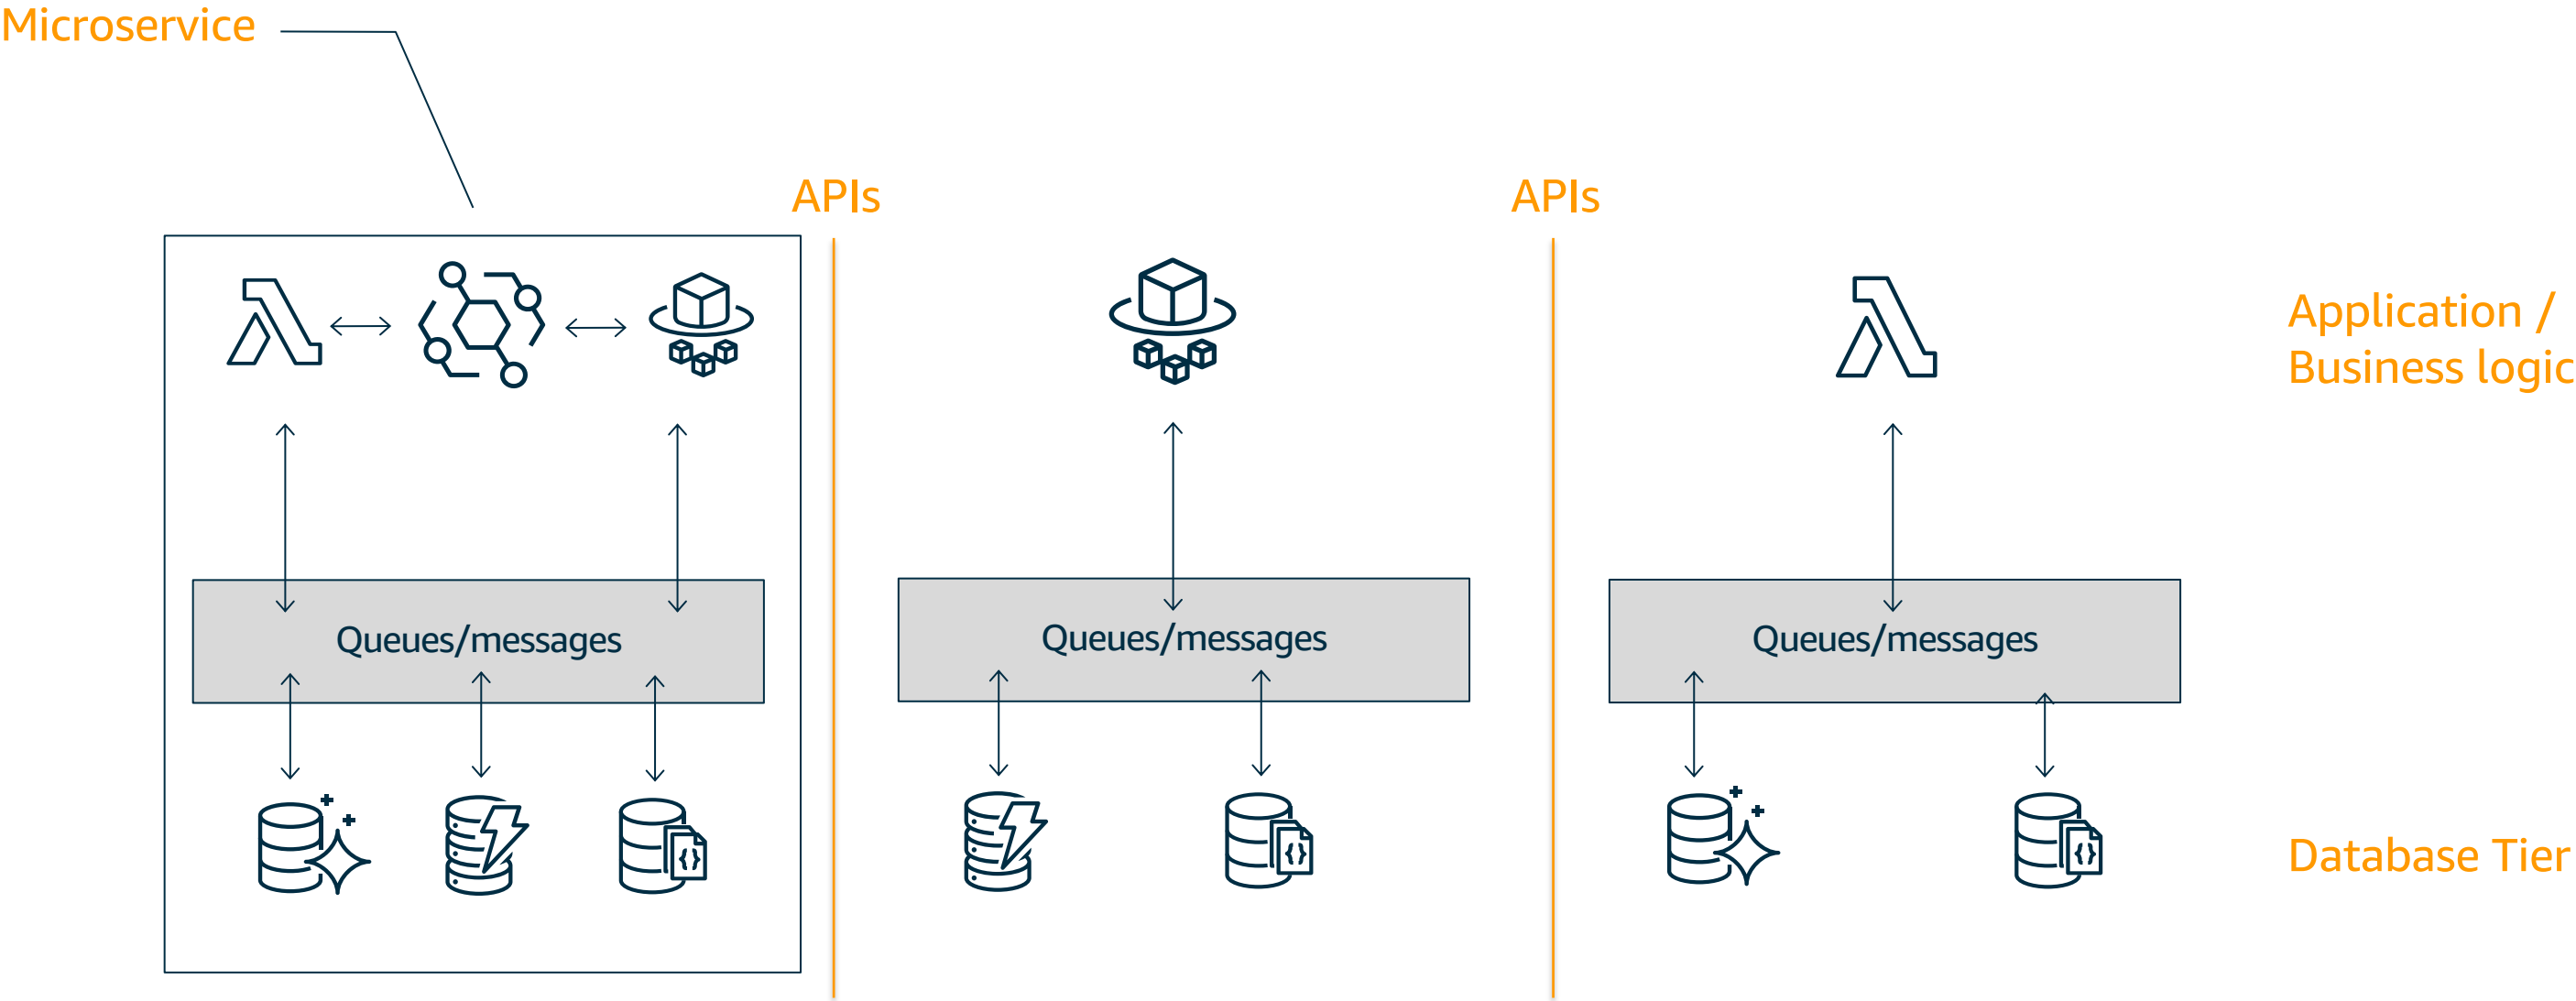 Microservice
APIs
APIs
Application /
Business logic
Queues/messages
Queues/messages
Queues/messages
{}
{}
{}
Database Tier